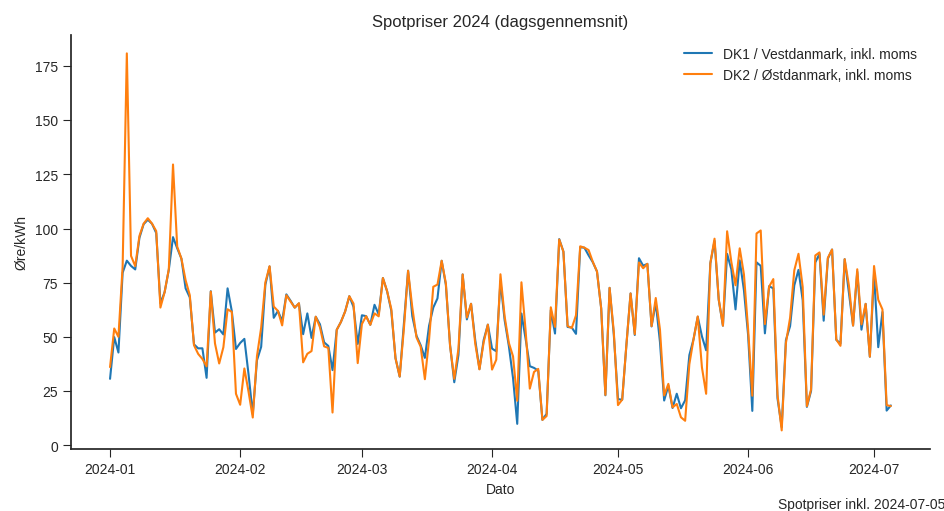 Spotpriser 2024 (dagsgennemsnit)
DK1 / Vestdanmark, inkl. moms
DK2 / Østdanmark, inkl. moms
Øre/kWh
175
150
125
100
75
50
25
0
2024-01 2024-02 2024-03 2024-04 2024-05 2024-06 2024-07
Dato
Spotpriser inkl. 2024-07-05